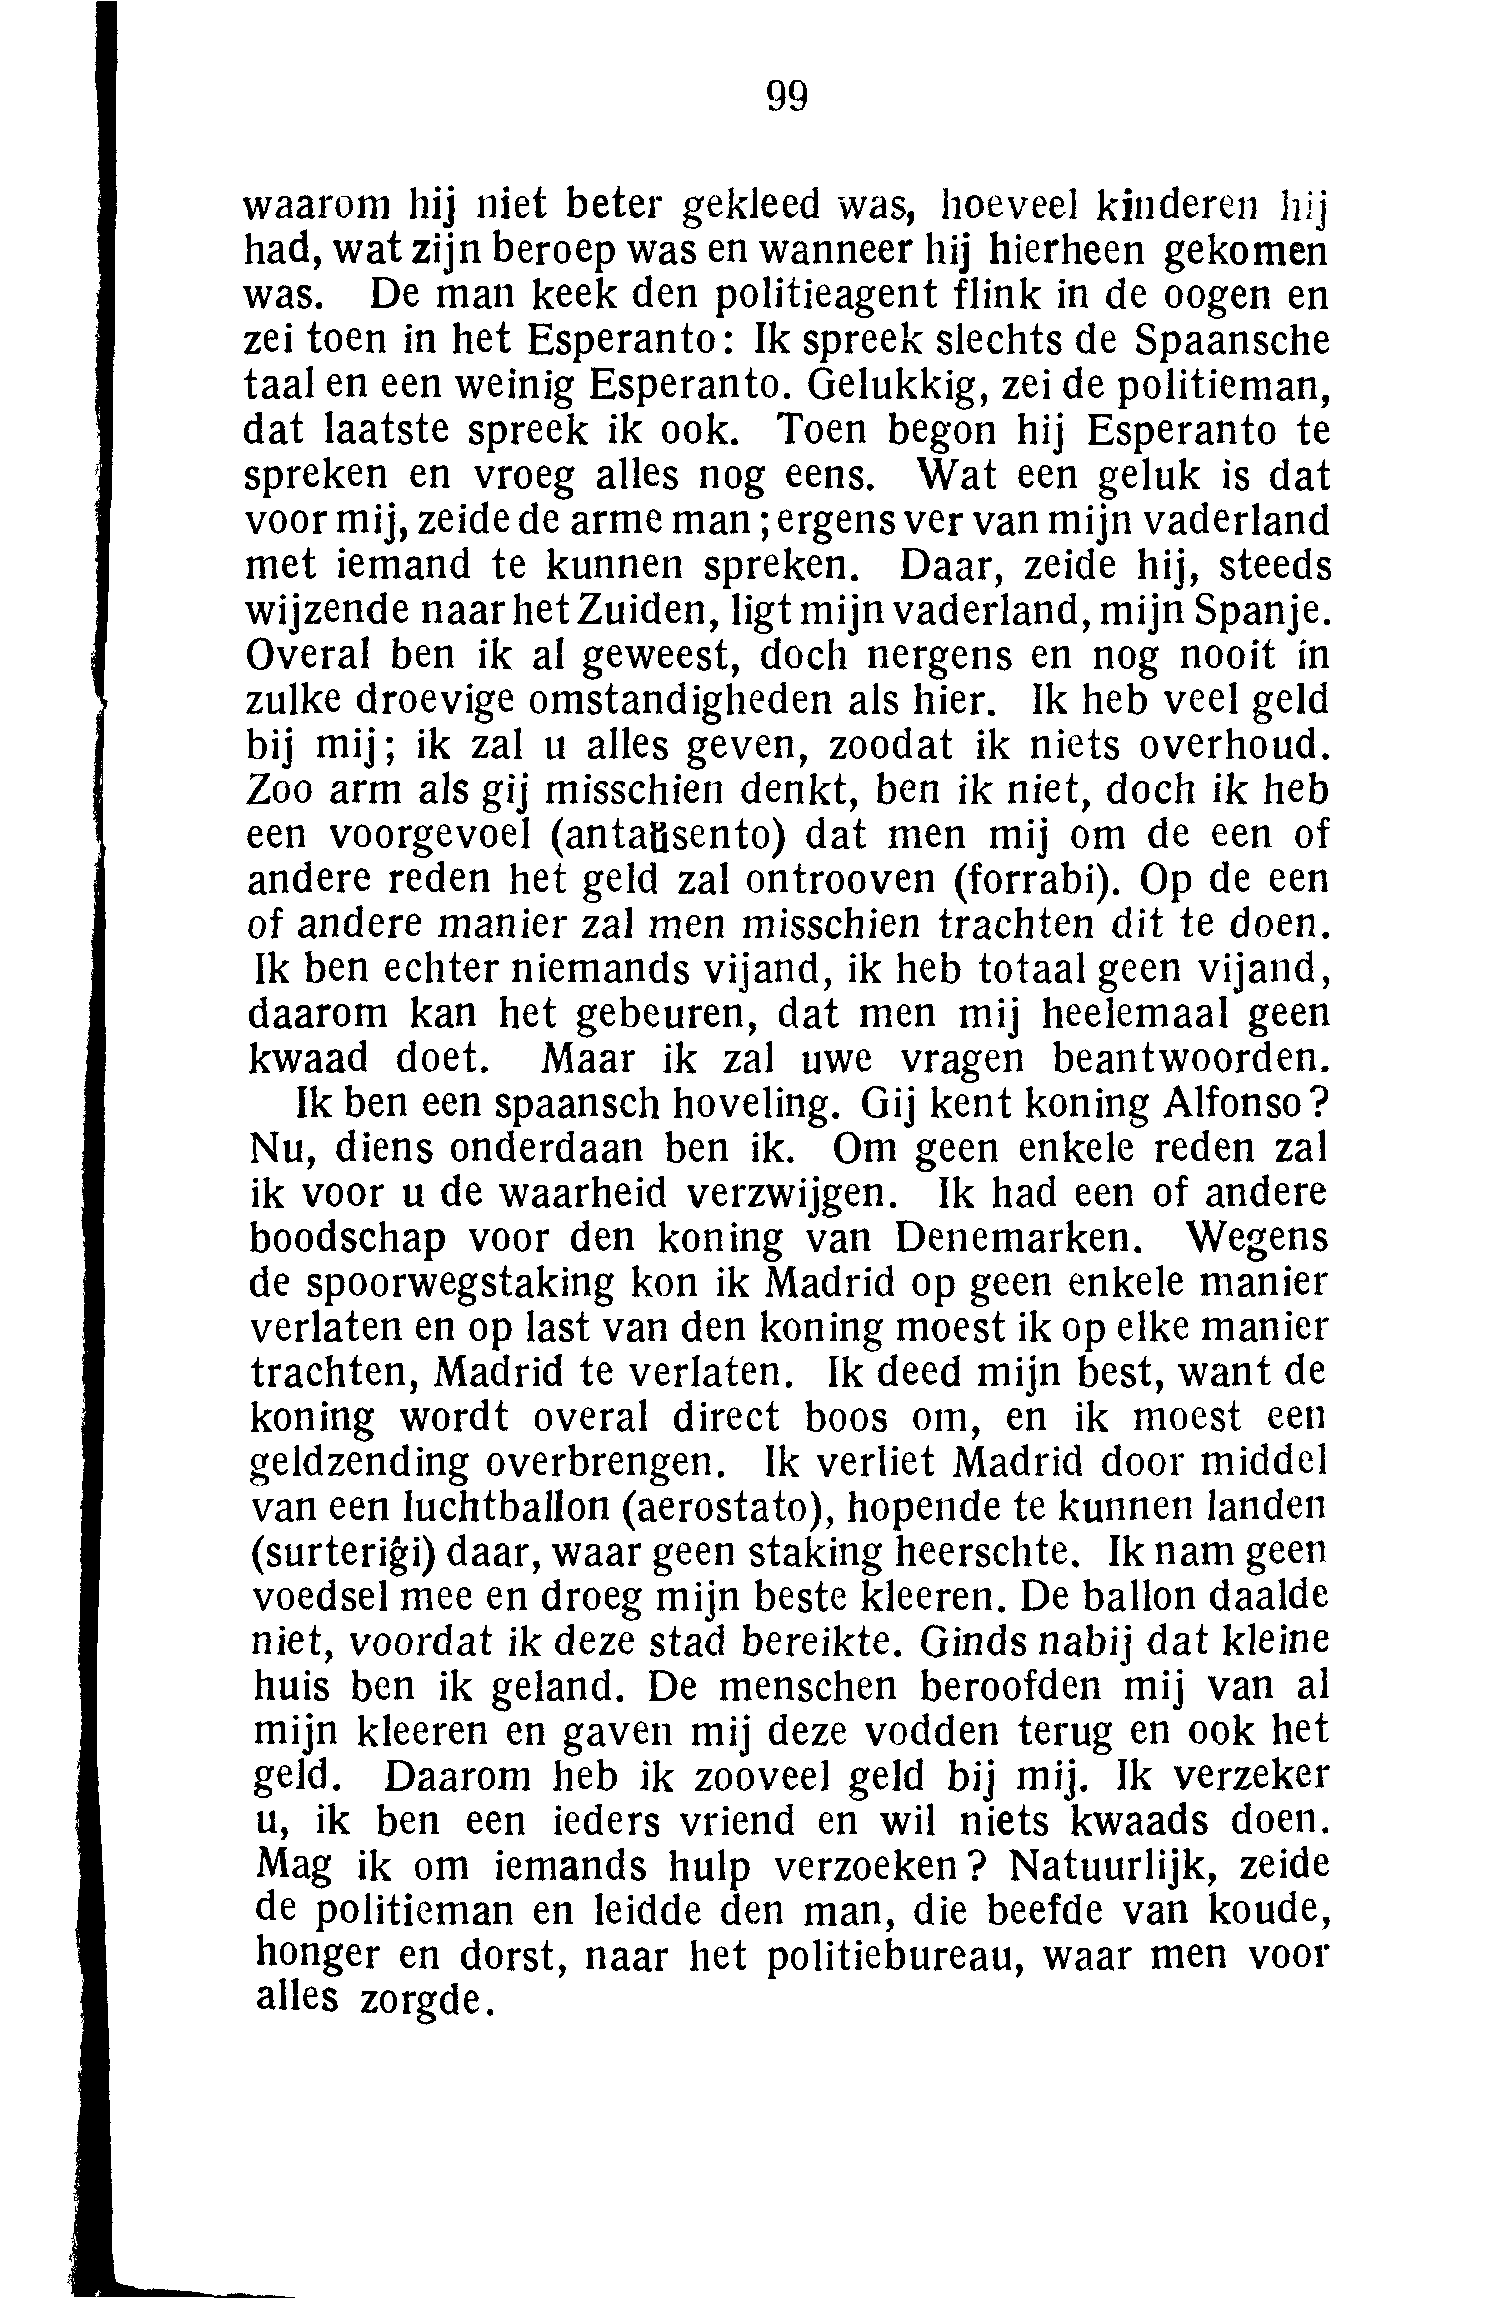 99
waarom hij niet beter gekleed was, hoeveel kinderen hij
had, wat zijn beroep was en wanneer hij hierheen gekomen
was. De man keek den politieagent flink in de oogen en
zei toen in het Esperanto: Ik spreek slechts de Spaansche
taal en een weinig Esperanto. Gelukkig, zei de politieman,
dat laatste spreek ik ook. Toen begon hij Esperanto te
spreken en vroeg alles nog eens. Wat een geluk is dat
voor mij, zeide de arme man; ergens ver van mijn vaderland
met iemand te kunnen spreken. Daar, zeide hij, steeds
wijzende naar het Zuiden, ligt mijn vaderland, mijn Spanje.
Overal ben ik al geweest, doch nergens en nog nooit in
zulke droevige omstandigheden als hier. Ik heb veel geld
bij mij; ik zal u alles geven, zoodat ik niets overhoud.
Zoo arm als gij misschien denkt, ben ik niet, doch ik heb
een voorgevoel (antaŭsento) dat men mij om de een of
andere reden het geld zal ontrooven (forrabi). Op de een
of andere manier zal men misschien trachten dit te doen.
Ik ben echter niemands vijand, ik heb totaal geen vijand,
daarom kan het gebeuren, dat men mij heelemaal geen
kwaad doet. Maar ik zal uwe vragen beantwoorden.
Ik ben een spaansch hoveling. Gij kent koning Alfonso?
Nu, diens onderdaan ben ik. Om geen enkele reden zal
ik voor u de waarheid verzwijgen. Ik had een of andere
boodschap voor den koning van Denemarken. Wegens
de spoorwegstaking kon ik Madrid op geen enkele manier
verlaten en op last van den koning moest ik op elke manier
trachten, Madrid te verlaten. Ik deed mijn best, want de
koning wordt overal direct boos om, en ik moest een
geldzending overbrengen. Ik verliet Madrid door middel
van een luchtballon (aerostato), hopende te kunnen landen
(surteriĝi) daar, waar geen staking heerschte. Ik nam geen
voedsel mee en droeg mijn beste kleeren. De ballon daalde
niet, voordat ik deze stad bereikte. Ginds nabij dat kleine
huis ben ik geland. De menschen beroofden mij van al
mijn kleeren en gaven mij deze vodden terug en ook het
geld. Daarom heb ik zooveel geld bij mij. Ik verzeker
u, ik ben een ieders vriend en wil niets kwaads doen.
Mag ik om iemands hulp verzoeken? Natuurlijk, zeide
de politieman en leidde den man, die beefde van koude,
honger en dorst, naar het politiebureau, waar men voor
alles zorgde.